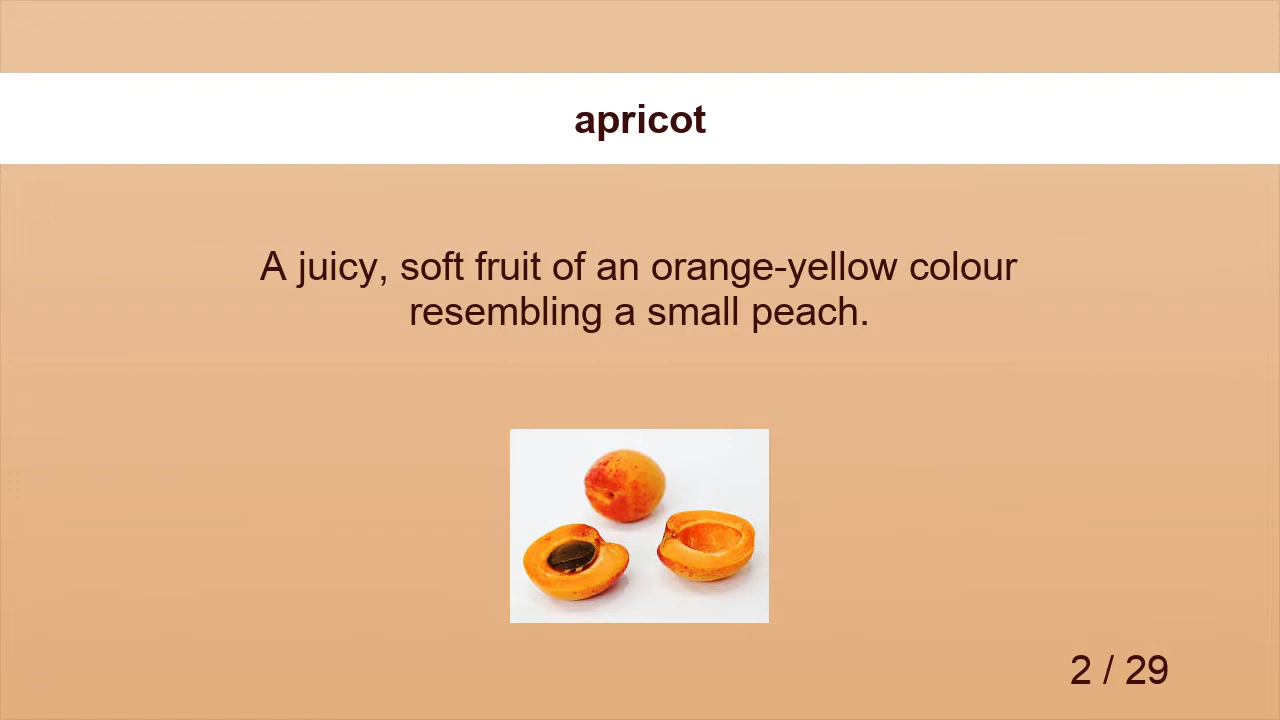 apricot
A juicy, soft fruit of an orange-yellow colour
resembling a small peach.
2 / 29